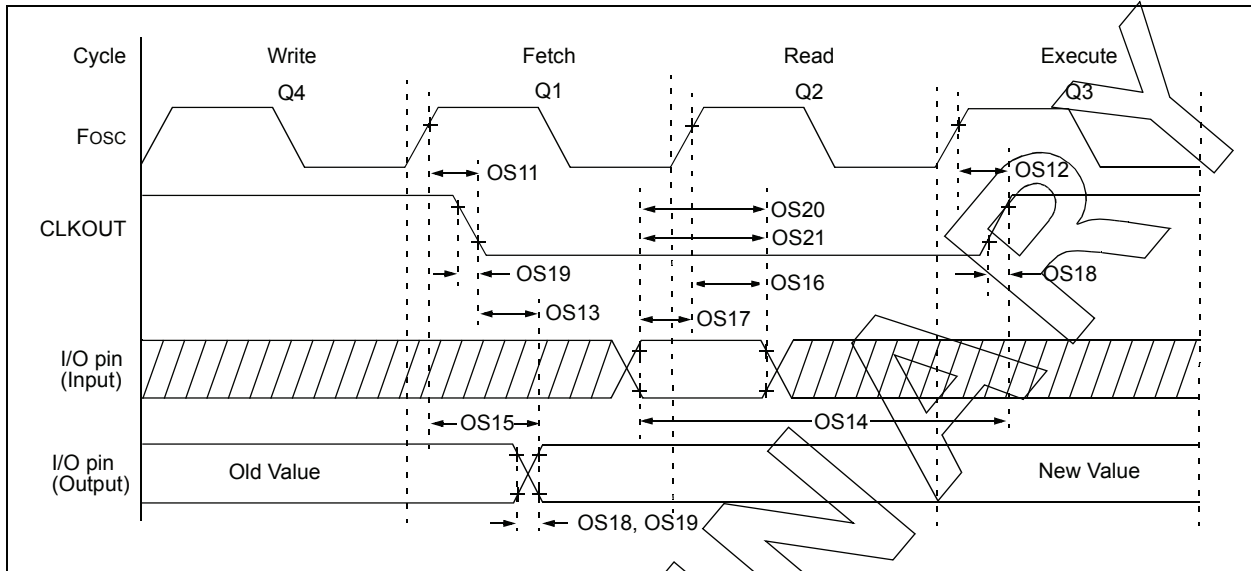 Cycle Write Fetch Read Execute
Q4 Q1 Q2 Q3
FOSC
OS11 OS12
CLKOUT
OS20
OS21
OS19 OS16 OS18
OS13 OS17
I/O pin
(Input)
OS15 OS14
I/O pin
(Output)
Old Value New Value
OS18, OS19